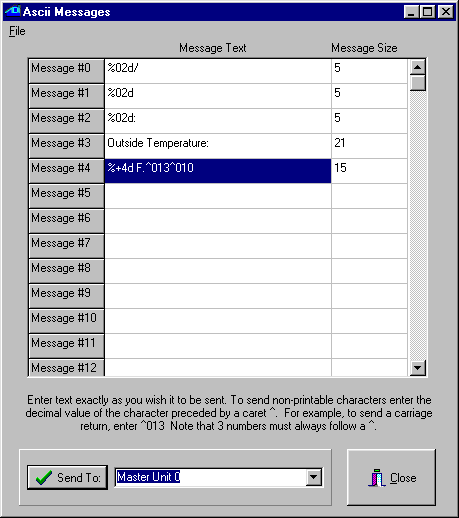 Ascii Messages
File
Message Text Message Size
Message #0 %02d/ 5
Message #1 %02d 5
Message #2 %02d: 5
Message #3 Outside Temperature: 21
Message #4 %+4d F.^013^010 15
Message #5
Message #6
Message #7
Message #8
Message #9
Message #10
Message #11
Message #12
Enter text exactly as you wish it to be sent. To send non-printable characters enter the
decimal value of the character preceded by a caret ^. For example, to send a carriage
return, enter ^013 Note that 3 numbers must always follow a ^.
Send To: Master Unit 0 Close